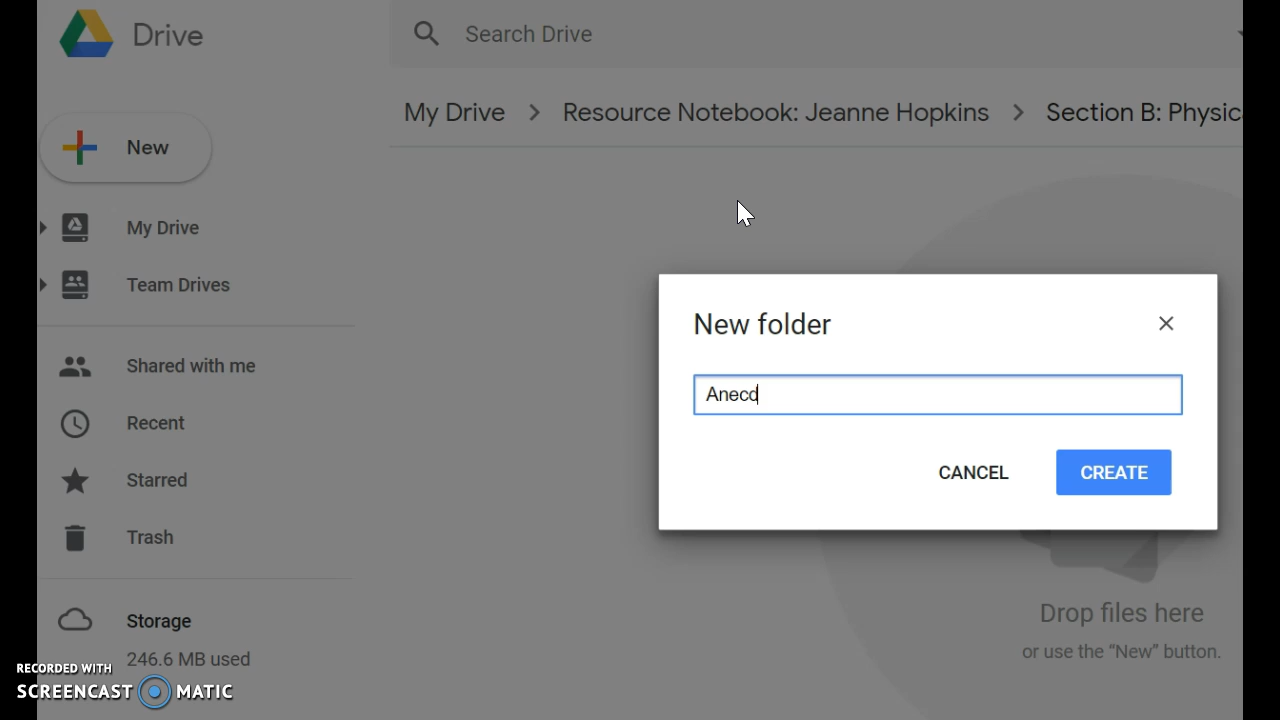 Drive
Search Drive
My Drive > Resource Notebook: Jeanne Hopkins > Section B:
New
My Drive
Team Drives
Shared with me
Recent
Starred
Trash
Storage
246.6 MB used
New folder
Anecd
CANCEL CREATE
Drop files here
or use the “New” button.
RECORDED WITH
SCREENCAST MATIC